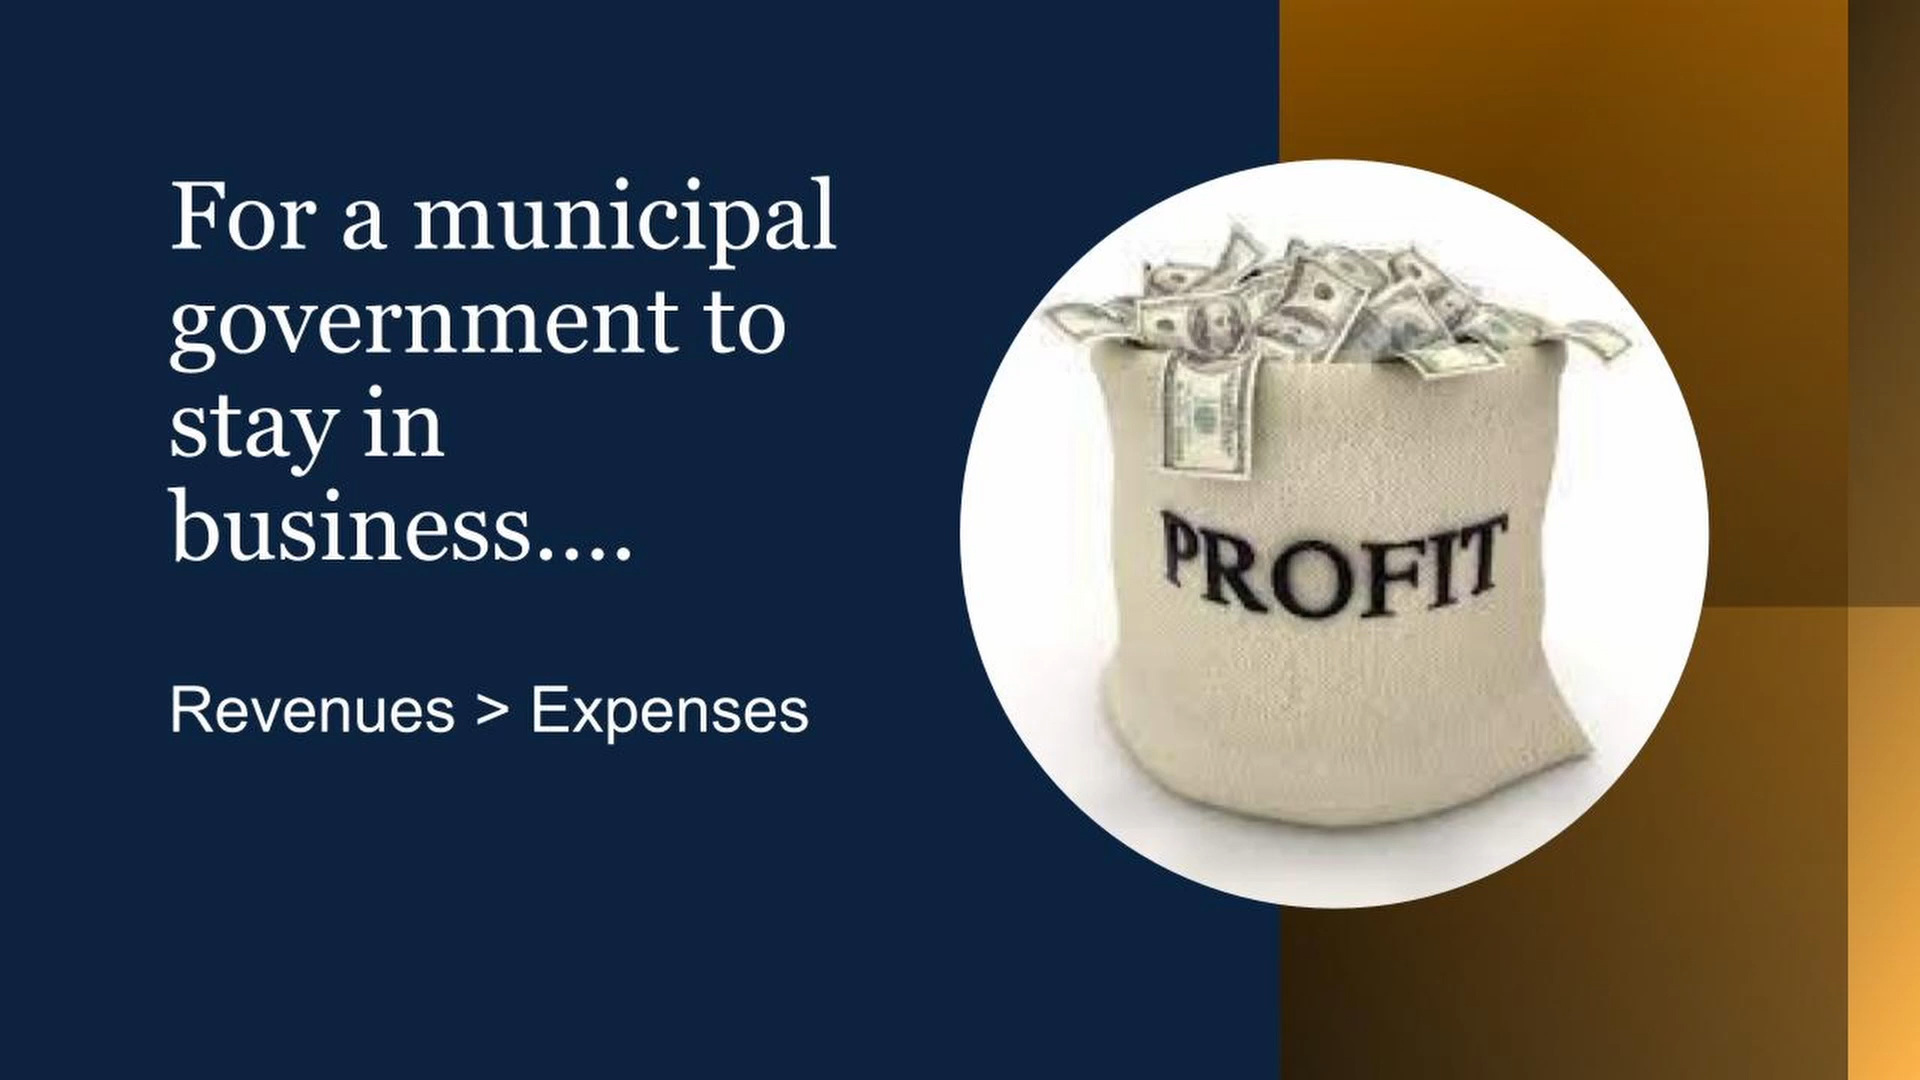 For a municipal
government to
stay in
business....
Revenues > Expenses
PROFIT